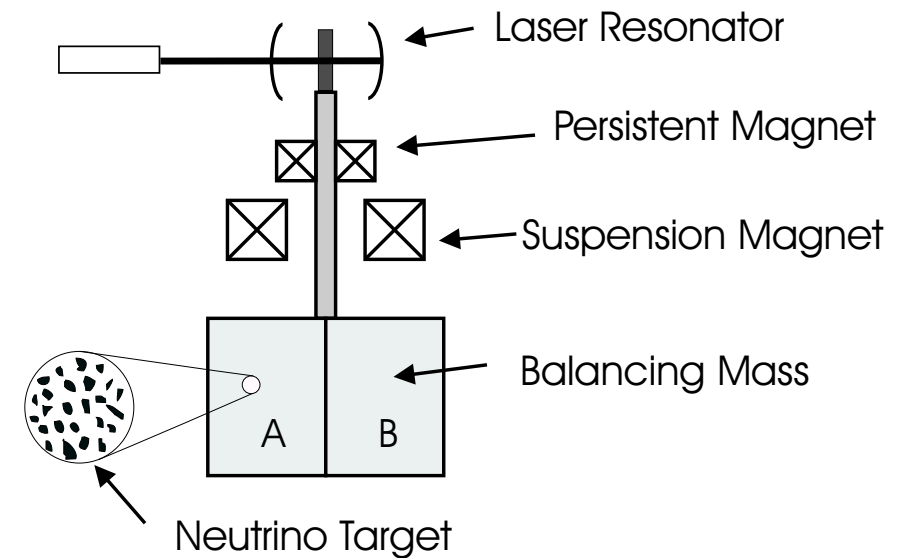 Laser Resonator
Persistent Magnet
Suspension Magnet
Balancing Mass
A
B
Neutrino Target